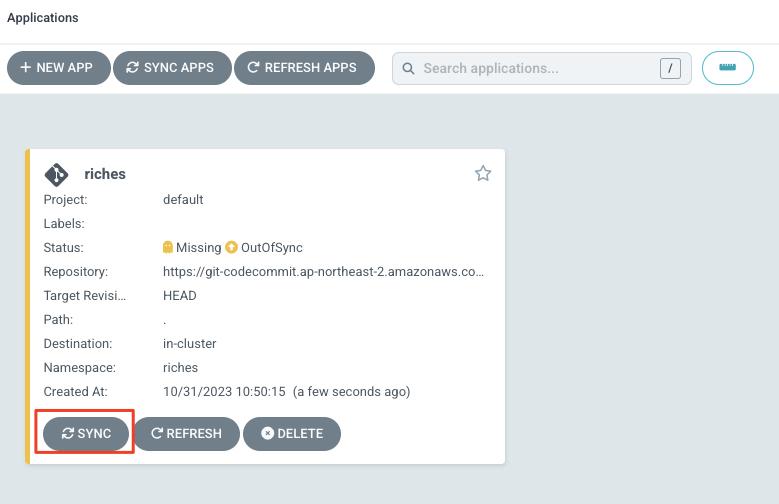 Applications
NEW APP SYNC APPS REFRESH APPS Search applications... /
riches
Project: default
Labels:
Status: Missing OutOfSync
Repository: https://git-codecommit.ap-northeast-2.amazonaws.co...
Target Revisi... HEAD
Path: .
Destination: in-cluster
Namespace: riches
Created At: 10/31/2023 10:50:15 (a few seconds ago)
SYNC REFRESH DELETE